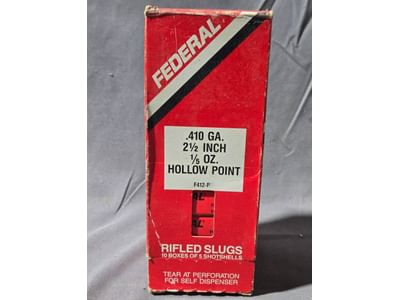 FEDERAL
.410 GA.
2½ INCH
⅕ OZ.
HOLLOW POINT
F412-R
RIFLED SLUGS
10 BOXES OF 5 SHOTSHELLS
TEAR AT PERFORATION
FOR SELF DISPENSER